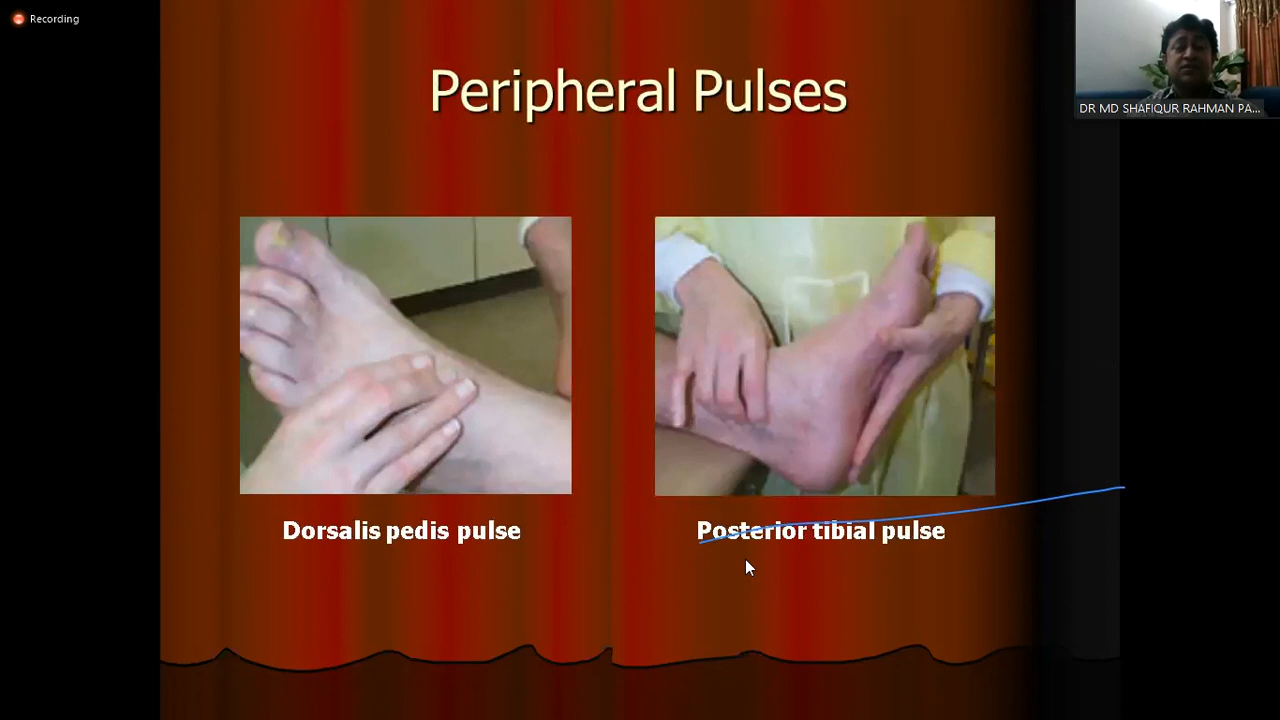 Recording
DR MD SHAFIQUR RAHMAN PA...
Peripheral Pulses
Dorsalis pedis pulse
Posterior tibial pulse